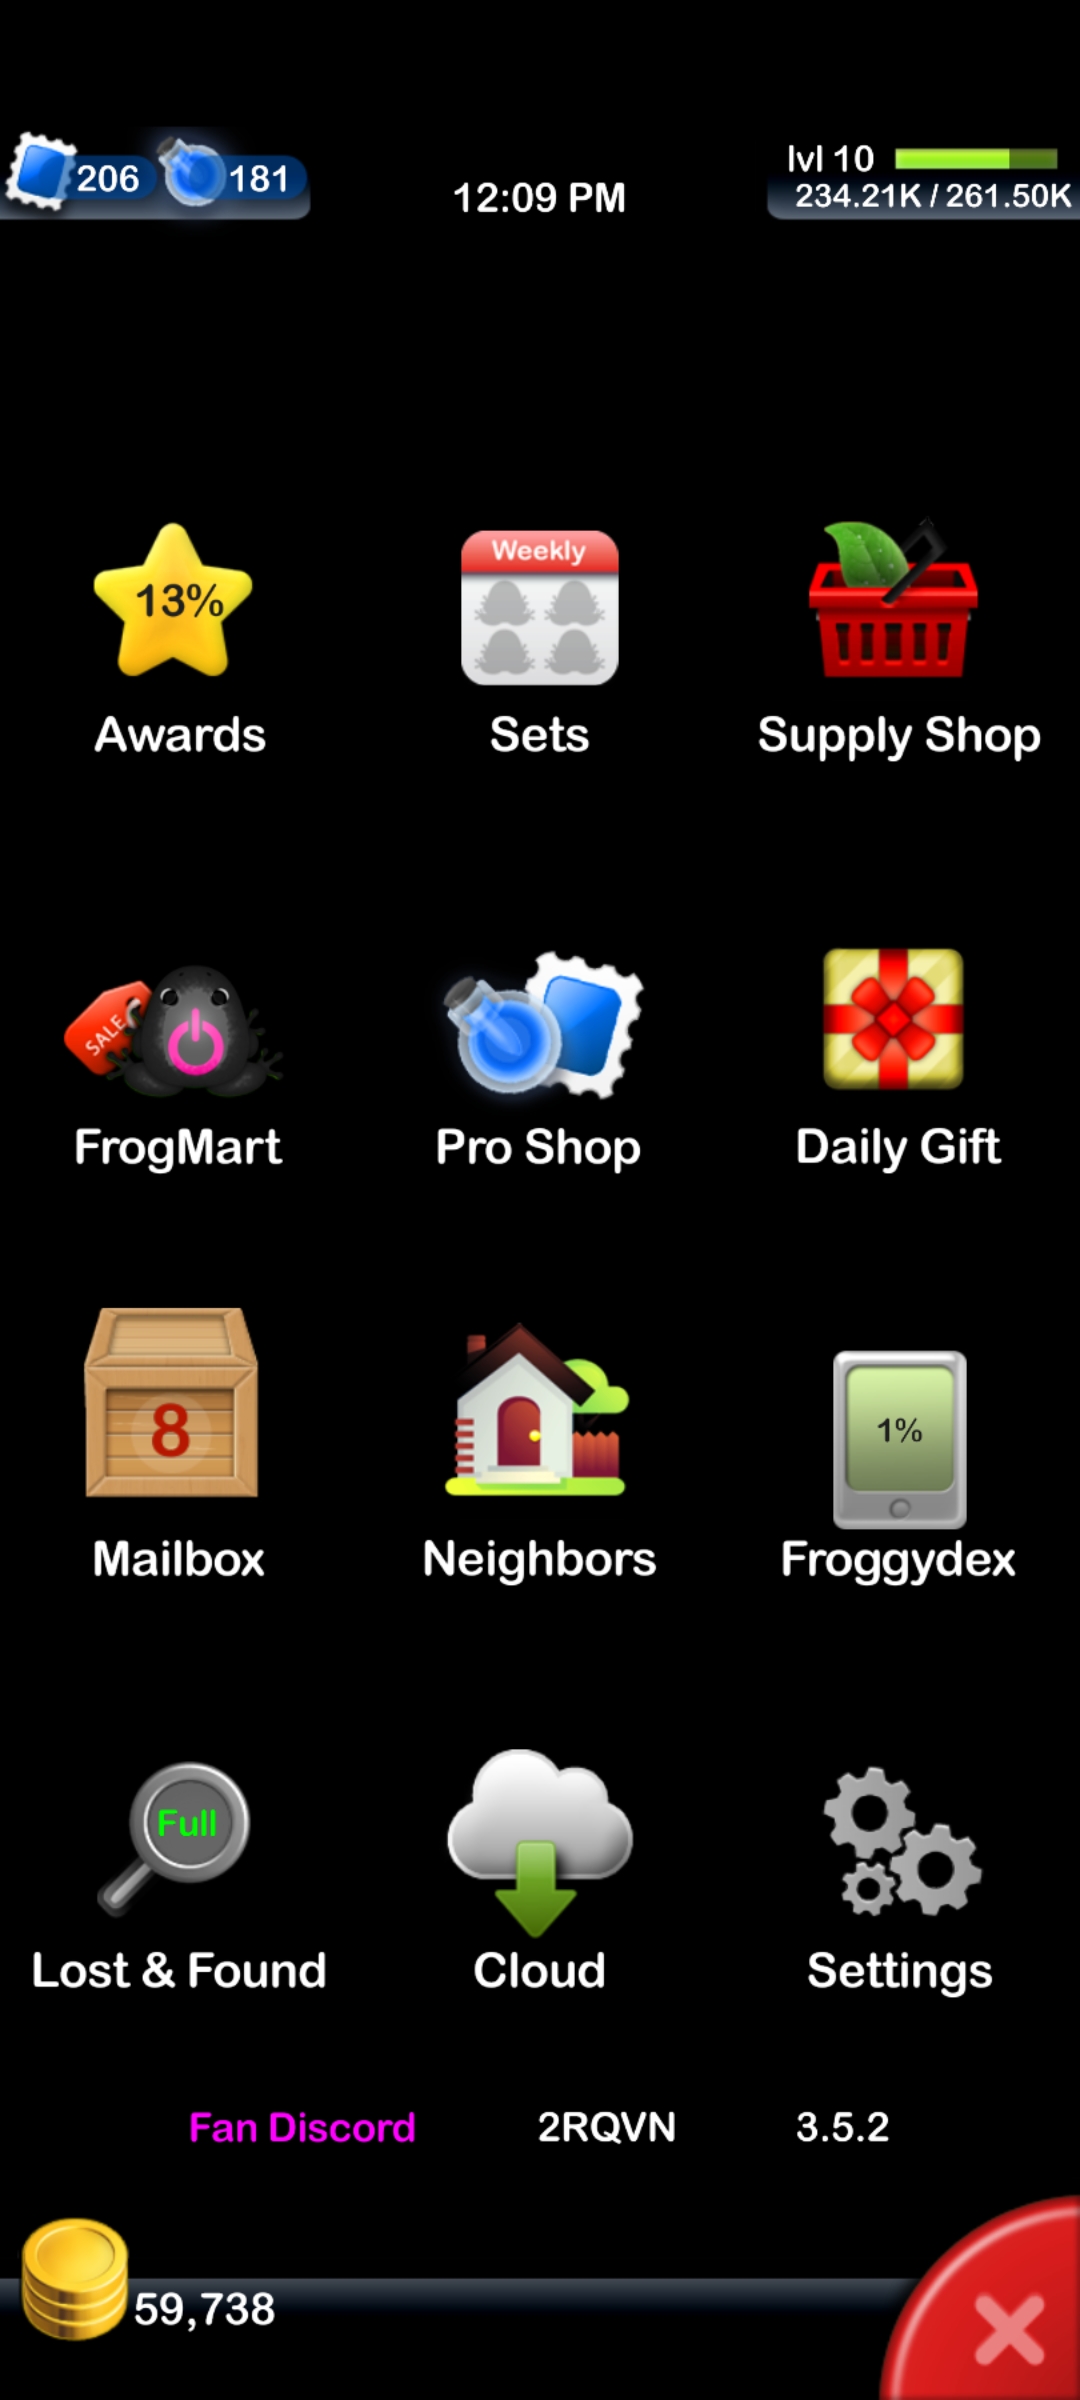 206 181 12:09 PM lvl 10
234.21K / 261.50K
13% Weekly
Awards Sets Supply Shop
SALE
FrogMart Pro Shop Daily Gift
8 1%
Mailbox Neighbors Froggydex
Full
Lost & Found Cloud Settings
Fan Discord 2RQVN 3.5.2
59,738